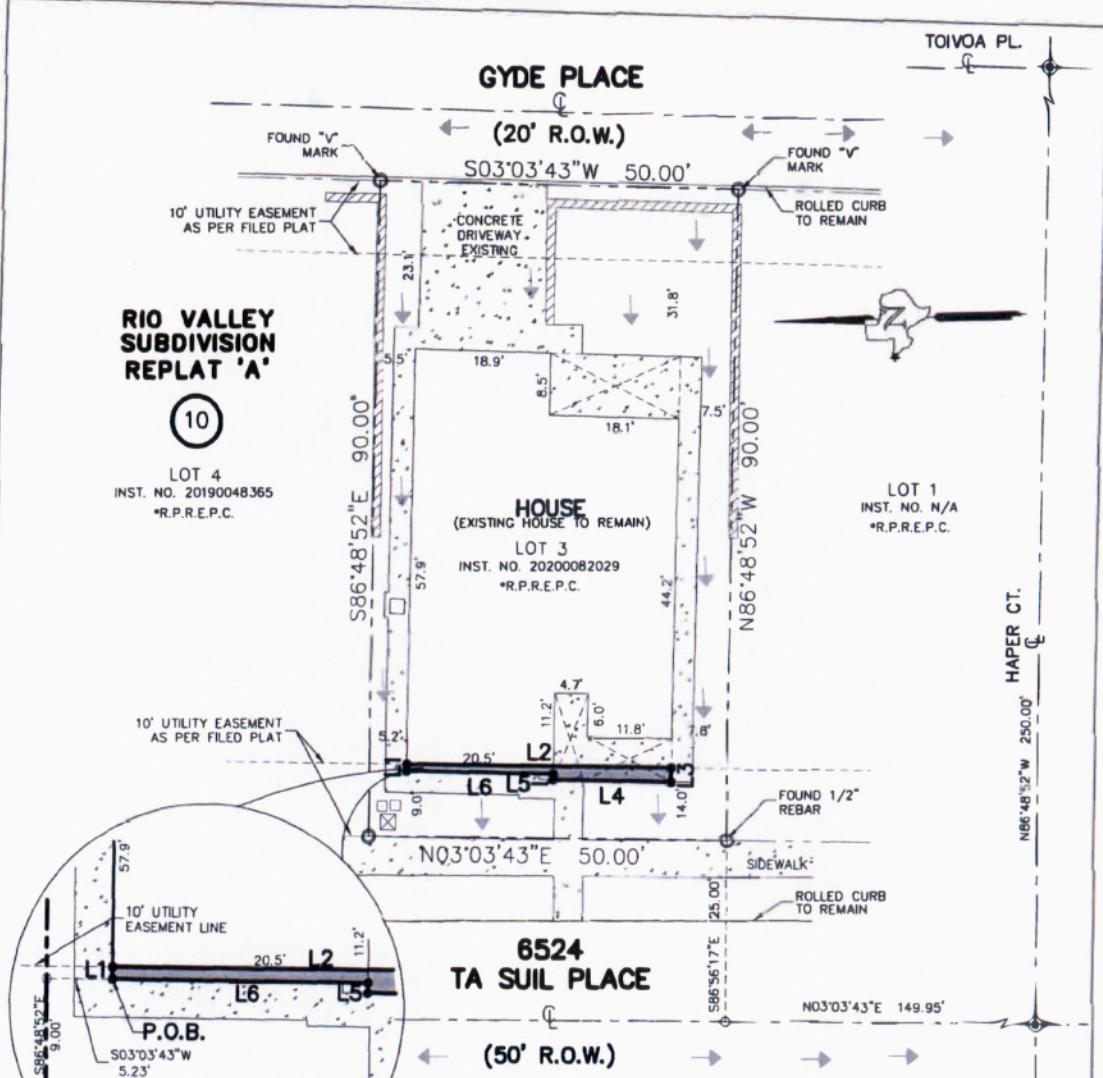 TOIVOA PL.
℄
GYDE PLACE
℄
(20' R.O.W.)
FOUND "V"
MARK
S03°03'43"W 50.00'
FOUND "V"
MARK
10' UTILITY EASEMENT
AS PER FILED PLAT
CONCRETE
DRIVEWAY
EXISTING
ROLLED CURB
TO REMAIN
23.1'
31.8'
RIO VALLEY
SUBDIVISION
REPLAT 'A'
10
LOT 4
INST. NO. 20190048365
*R.P.R.E.P.C.
Z
5.5'
18.9'
8.5'
18.1'
7.5'
S86°48'52"E 90.00'
N86°48'52"W 90.00'
HOUSE
(EXISTING HOUSE TO REMAIN)
LOT 3
INST. NO. 20200082029
*R.P.R.E.P.C.
57.9'
44.2'
LOT 1
INST. NO. N/A
*R.P.R.E.P.C.
HAPER CT.
℄
N86°48'52"W 250.00'
4.7'
11.2'
6.0'
11.8'
7.8'
10' UTILITY EASEMENT
AS PER FILED PLAT
5.2'
20.5'
L2
L1
L6
L5
L4
L3
9.0'
14.0'
FOUND 1/2"
REBAR
N03°03'43"E 50.00'
SIDEWALK
ROLLED CURB
TO REMAIN
S86°56'17"E 25.00'
6524
TA SUIL PLACE
℄
(50' R.O.W.)
N03°03'43"E 149.95'
57.9'
10' UTILITY
EASEMENT LINE
11.2'
20.5'
L2
L1
L6
L5
P.O.B.
S03°03'43"W
5.23'
S86°48'52"E
9.00'